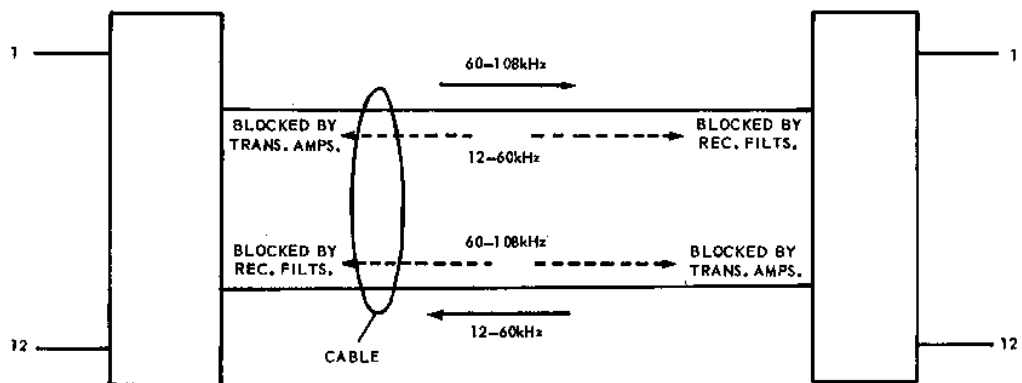 1
1
60-108kHz
BLOCKED BY
TRANS. AMPS.
12-60kHz
BLOCKED BY
REC. FILTS.
BLOCKED BY
REC. FILTS.
60-108kHz
BLOCKED BY
TRANS. AMPS.
12-60kHz
12
12
CABLE